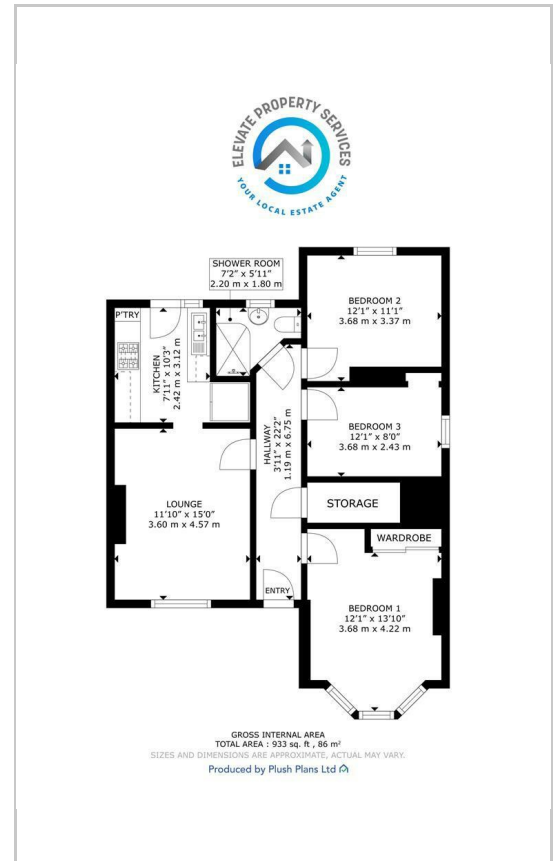 ELEVATE PROPERTY SERVICES
YOUR LOCAL ESTATE AGENT
SHOWER ROOM
7'2" x 5'11"
2.20 m x 1.80 m
P'TRY
KITCHEN
7'11" x 10'3"
2.42 m x 3.12 m
BEDROOM 2
12'1" x 11'1"
3.68 m x 3.37 m
HALLWAY
3'11" x 22'2"
1.19 m x 6.75 m
BEDROOM 3
12'1" x 8'0"
3.68 m x 2.43 m
LOUNGE
11'10" x 15'0"
3.60 m x 4.57 m
STORAGE
WARDROBE
ENTRY
BEDROOM 1
12'1" x 13'10"
3.68 m x 4.22 m
GROSS INTERNAL AREA
TOTAL AREA : 933 sq. ft , 86 m²
SIZES AND DIMENSIONS ARE APPROXIMATE, ACTUAL MAY VARY.
Produced by Plush Plans Ltd